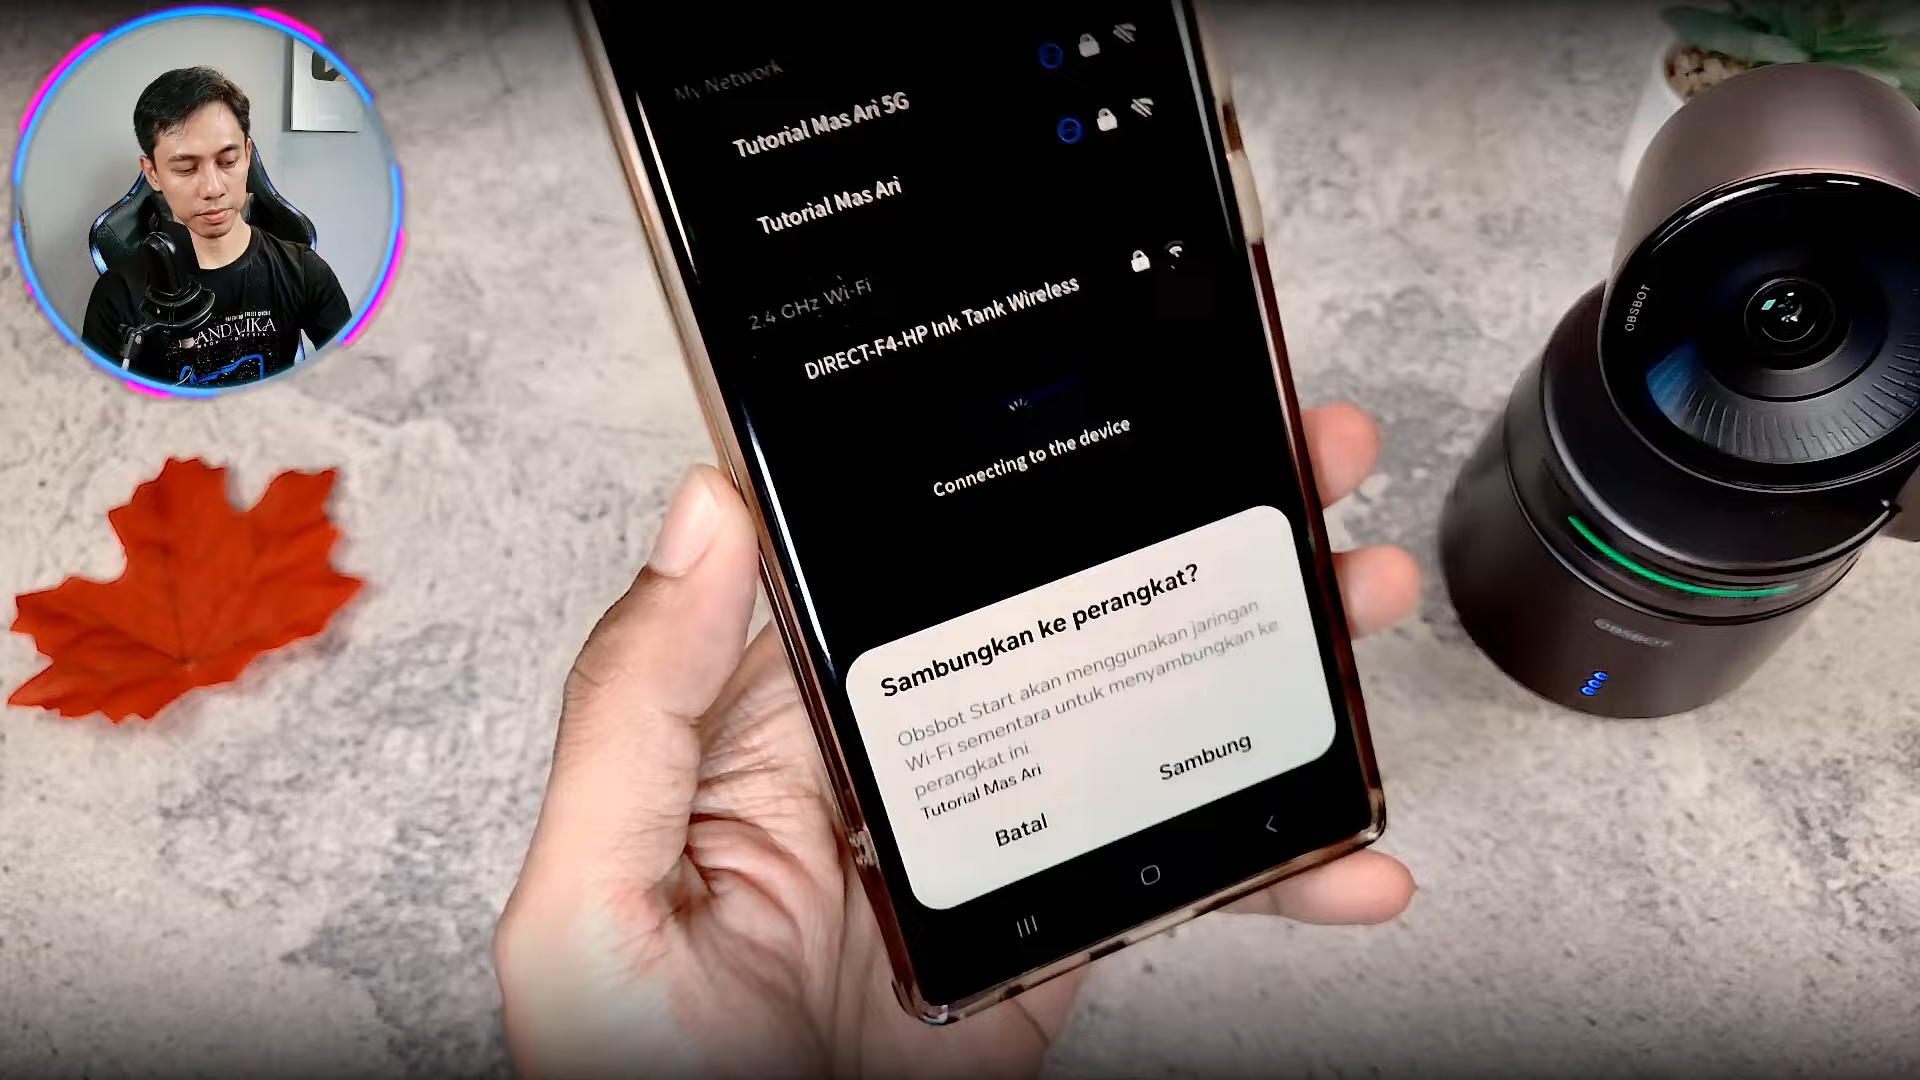 My Network
Tutorial Mas Ari 5G
Tutorial Mas Ari
2.4 GHz Wi-Fi
DIRECT-F4-HP Ink Tank Wireless
Connecting to the device
Sambungkan ke perangkat?
Obsbot Start akan menggunakan jaringan
Wi-Fi sementara untuk menyambungkan ke
perangkat ini.
Tutorial Mas Ari
Batal
Sambung
OBSBOT
OBSBOT